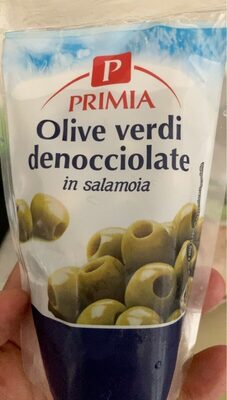 P
PRIMIA
Olive verdi
denocciolate
in salamoia